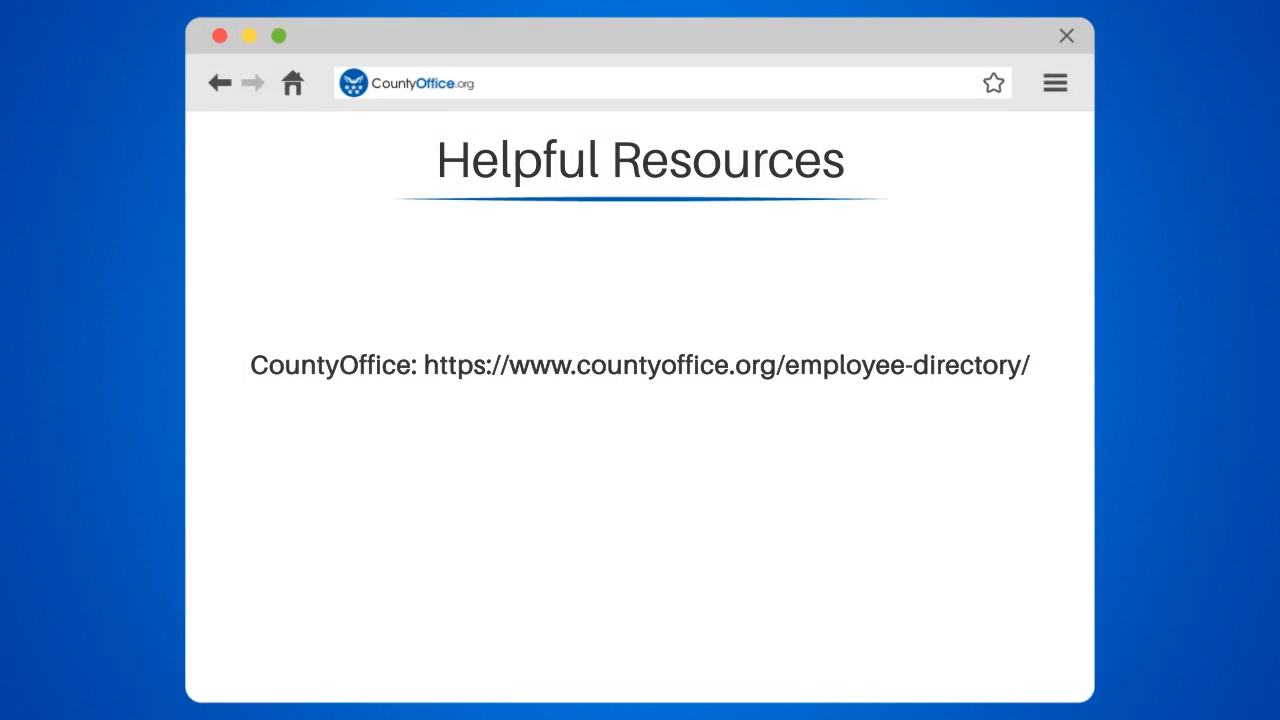 CountyOffice.org
Helpful Resources
CountyOffice: https://www.countyoffice.org/employee-directory/